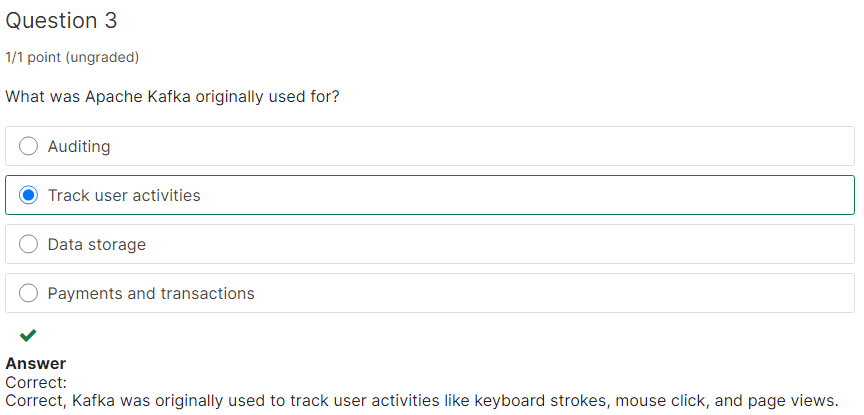 Question 3
1/1 point (ungraded)
What was Apache Kafka originally used for?
Auditing
Track user activities
Data storage
Payments and transactions
Answer
Correct:
Correct, Kafka was originally used to track user activities like keyboard strokes, mouse click, and page views.